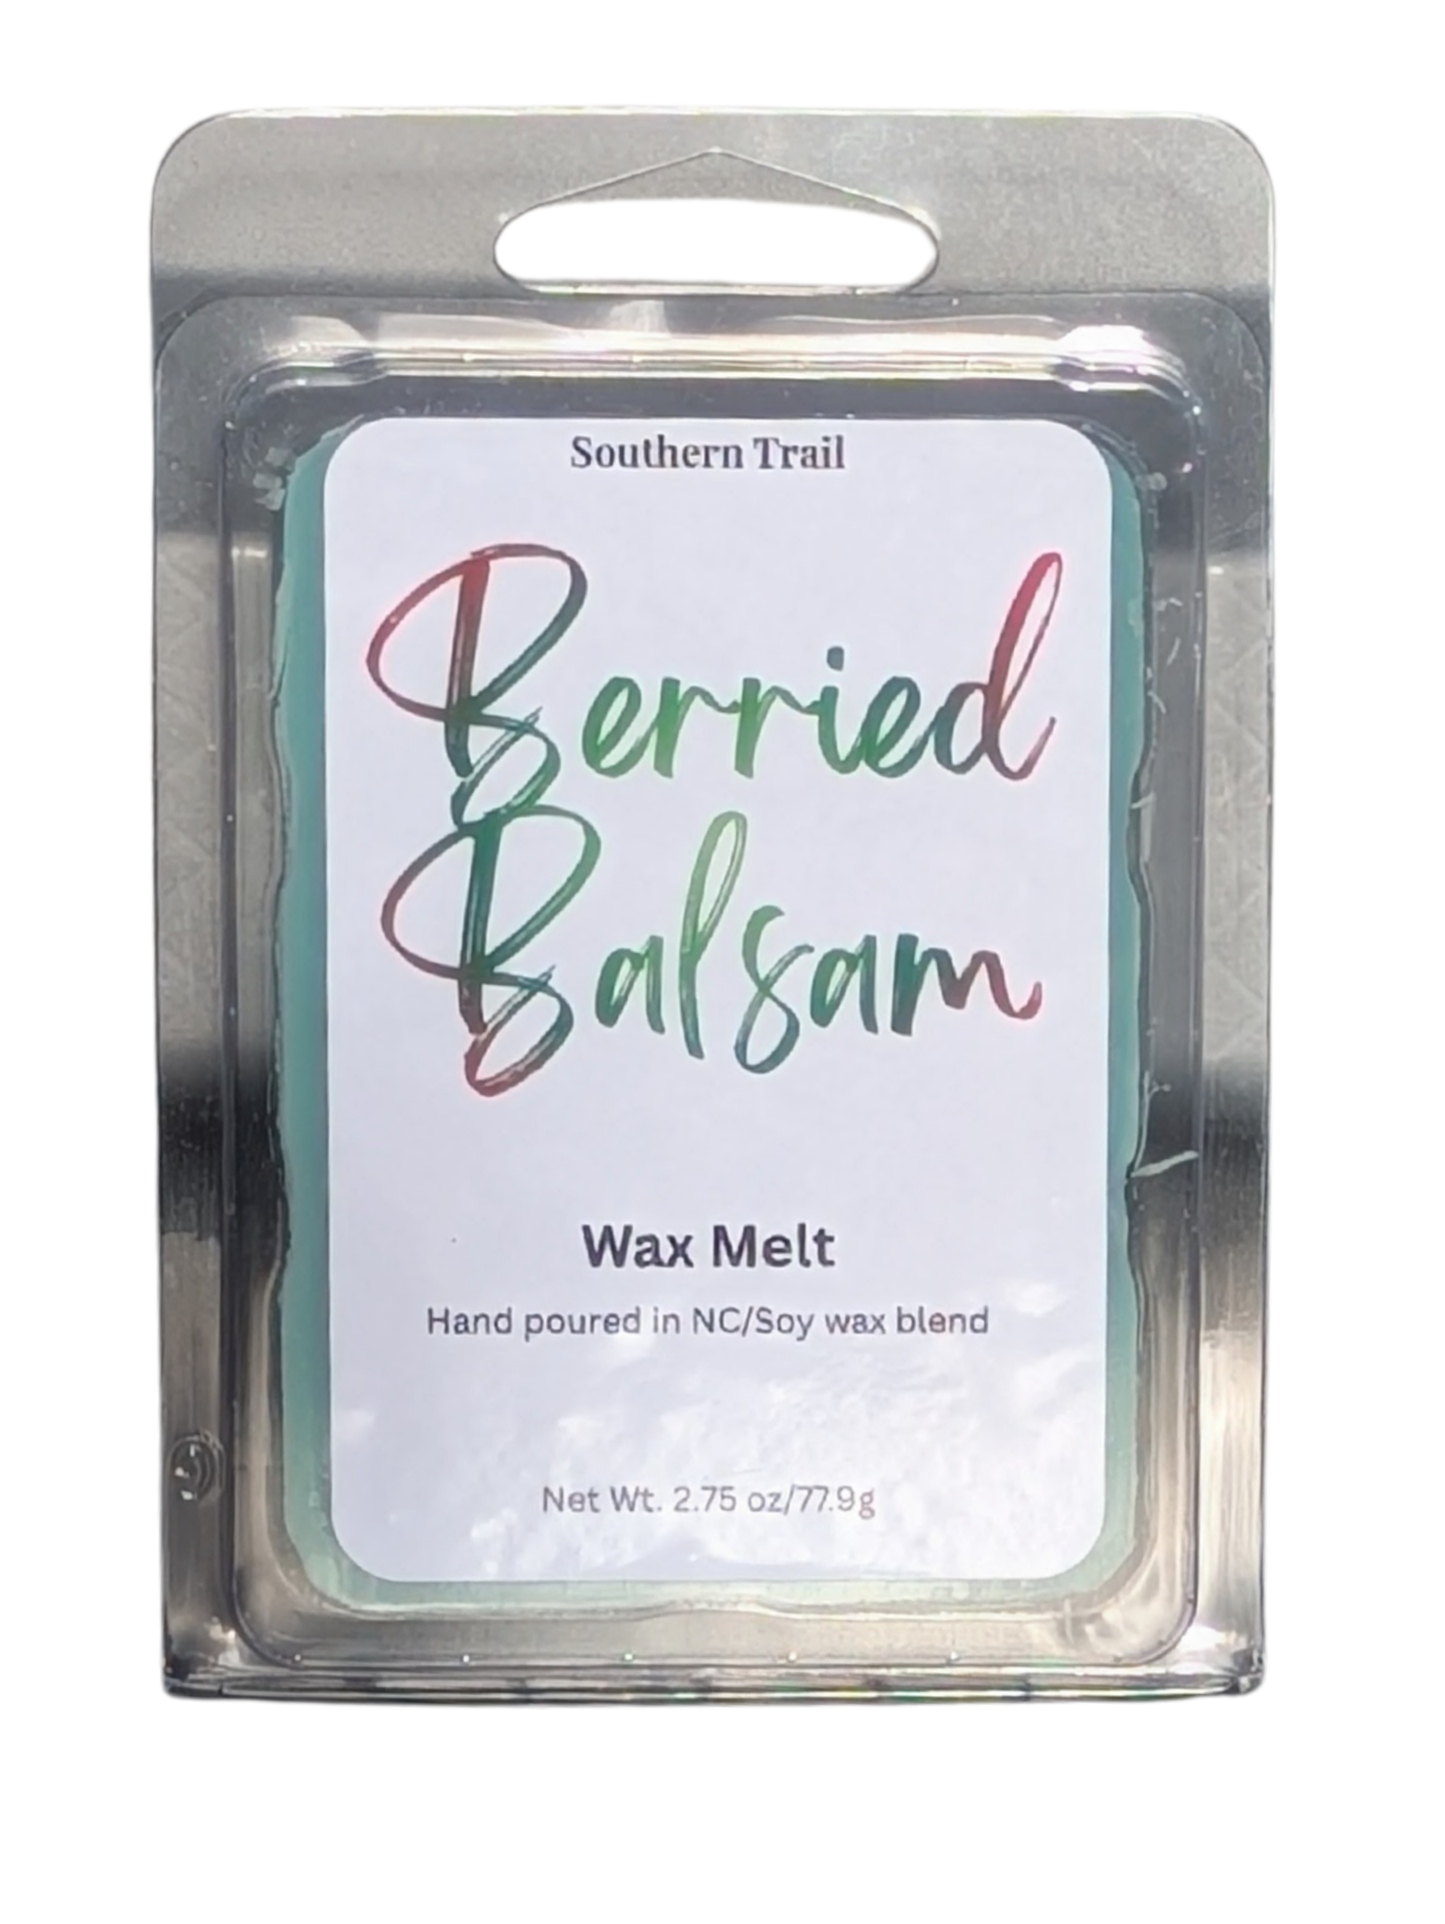 Southern Trail
Berried
Balsam
Wax Melt
Hand poured in NC/Soy wax blend
Net Wt. 2.75 oz/77.9g